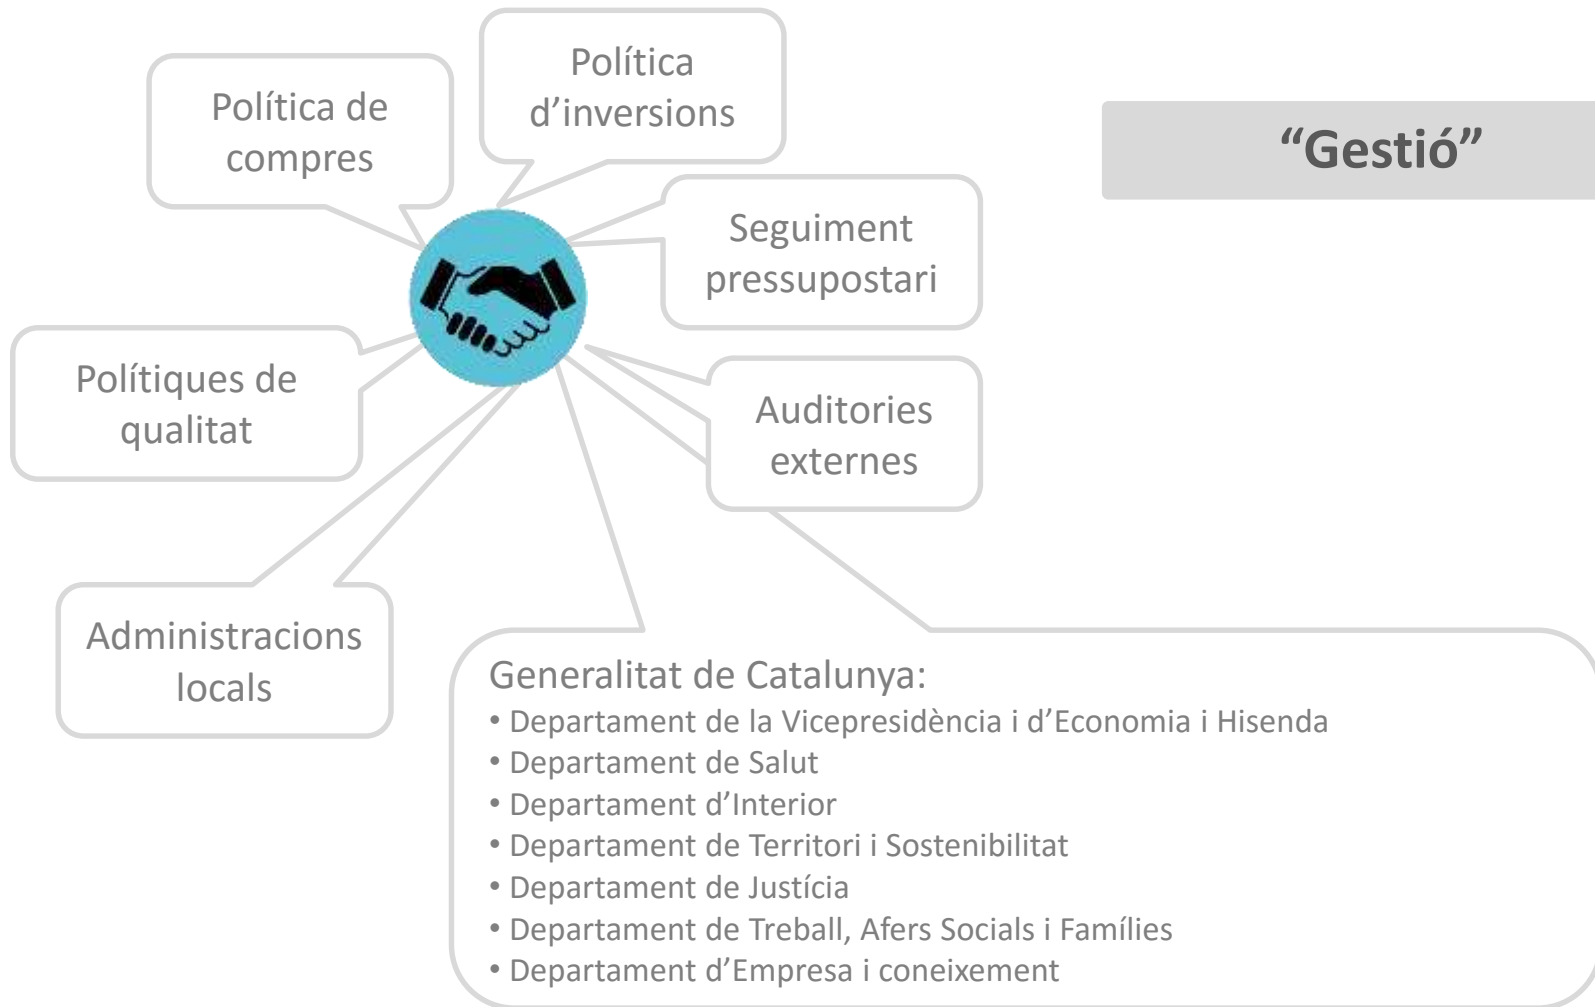 Política
d’inversions
Política de
compres
“Gestió”
Seguiment
pressupostari
Polítiques de
qualitat
Auditories
externes
Administracions
locals
Generalitat de Catalunya:
• Departament de la Vicepresidència i d’Economia i Hisenda
• Departament de Salut
• Departament d’Interior
• Departament de Territori i Sostenibilitat
• Departament de Justícia
• Departament de Treball, Afers Socials i Famílies
• Departament d’Empresa i coneixement